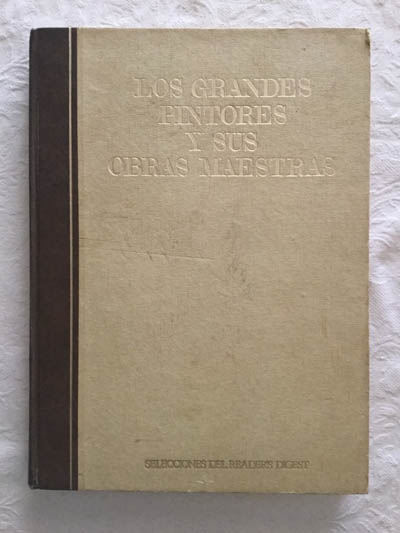 LOS GRANDES
PINTORES
Y SUS
OBRAS MAESTRAS
SELECCIONES DEL READER'S DIGEST